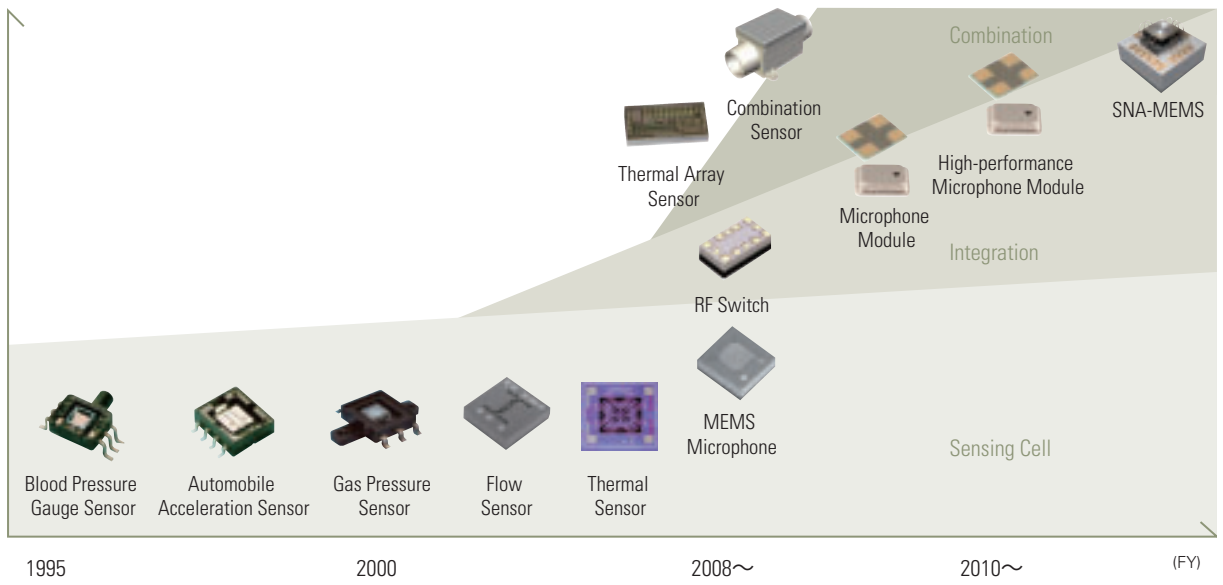 Combination
Combination
Sensor
SNA-MEMS
Thermal Array
Sensor
High-performance
Microphone Module
Microphone
Module
Integration
RF Switch
MEMS
Microphone
Sensing Cell
Blood Pressure
Gauge Sensor
Automobile
Acceleration Sensor
Gas Pressure
Sensor
Flow
Sensor
Thermal
Sensor
1995
2000
2008～
2010～
(FY)